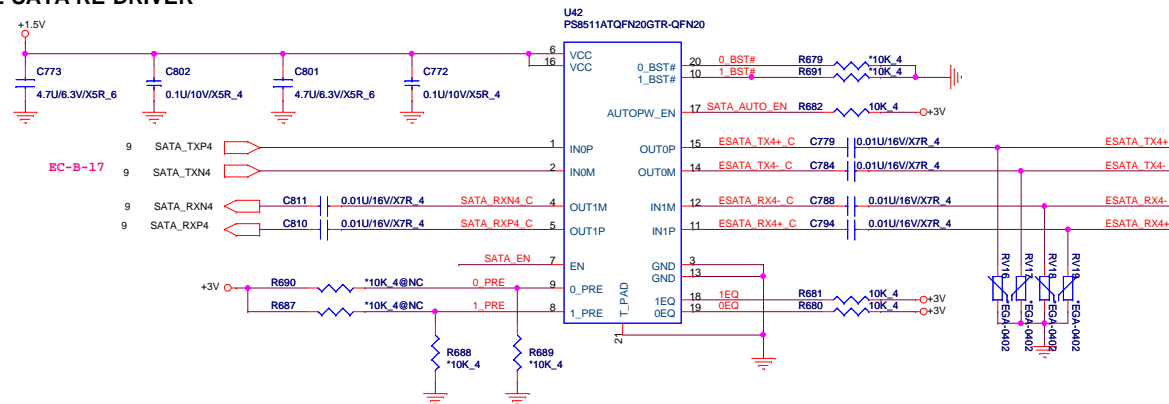 SATA RE-DRIVER
U42
PS8511ATQFN20GTR-QFN20
+1.5V
C773
4.7U/6.3V/X5R_6
C802
0.1U/10V/X5R_4
C801
4.7U/6.3V/X5R_6
C772
0.1U/10V/X5R_4
6 VCC
16 VCC
0_BST# 20 0_BST# R679 *10K_4
1_BST# 10 1_BST# R691 *10K_4
AUTOPW_EN 17 SATA_AUTO_EN R682 10K_4 +3V
EC-B-17
9 SATA_TXP4 1 IN0P
9 SATA_TXN4 2 IN0M
9 SATA_RXN4 C811 0.01U/16V/X7R_4 SATA_RXN4_C 4 OUT1M
9 SATA_RXP4 C810 0.01U/16V/X7R_4 SATA_RXP4_C 5 OUT1P
OUT0P 15 ESATA_TX4+_C C779 0.01U/16V/X7R_4 ESATA_TX4+
OUT0M 14 ESATA_TX4-_C C784 0.01U/16V/X7R_4 ESATA_TX4-
IN1M 12 ESATA_RX4-_C C788 0.01U/16V/X7R_4 ESATA_RX4-
IN1P 11 ESATA_RX4+_C C794 0.01U/16V/X7R_4 ESATA_RX4+
SATA_EN 7 EN
+3V R690 *10K_4@NC 0_PRE 9 0_PRE
R687 *10K_4@NC 1_PRE 8 1_PRE
R688
*10K_4
R689
*10K_4
GND 3
GND 13
T_PAD
21
1EQ 18 1EQ R681 10K_4 +3V
0EQ 19 0EQ R680 10K_4 +3V
RV16 *EGA-0402
RV17 *EGA-0402
RV18 *EGA-0402
RV19 *EGA-0402